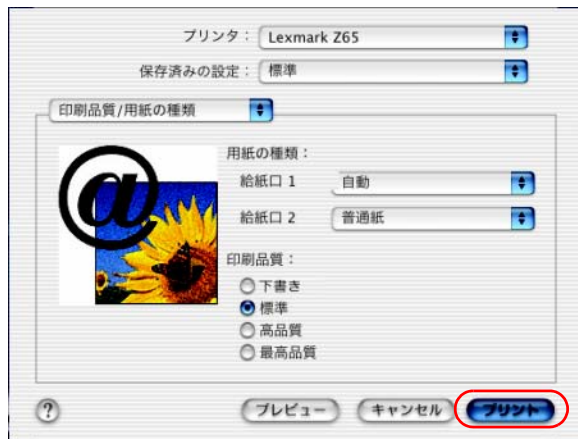 プリンタ： Lexmark Z65
保存済みの設定： 標準
印刷品質/用紙の種類
用紙の種類：
給紙口 1 自動
給紙口 2 普通紙
印刷品質：
下書き
標準
高品質
最高品質
@
? プレビュー キャンセル プリント